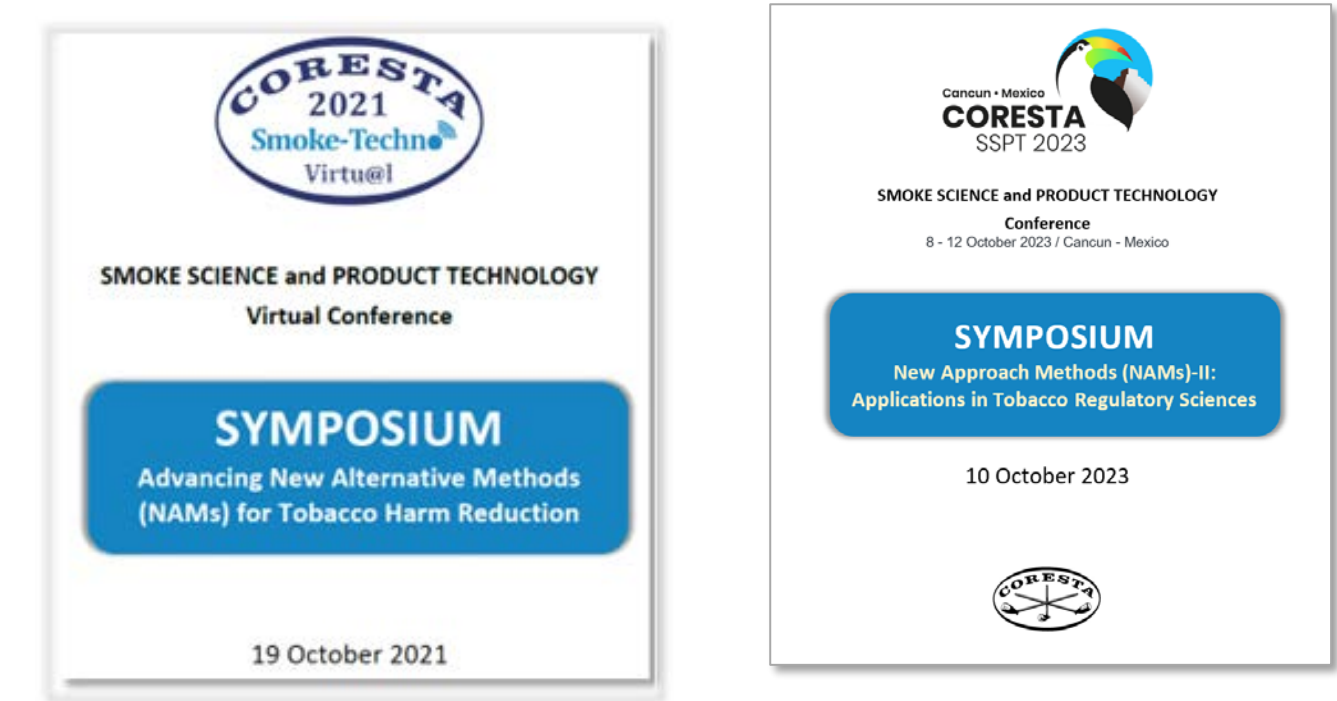 CORESTA
2021
Smoke-Techno
Virtu@l
SMOKE SCIENCE and PRODUCT TECHNOLOGY
Virtual Conference
SYMPOSIUM
Advancing New Alternative Methods
(NAMs) for Tobacco Harm Reduction
19 October 2021
Cancun • Mexico
CORESTA
SSPT 2023
SMOKE SCIENCE and PRODUCT TECHNOLOGY
Conference
8 - 12 October 2023 / Cancun - Mexico
SYMPOSIUM
New Approach Methods (NAMs)-II:
Applications in Tobacco Regulatory Sciences
10 October 2023
CORESTA